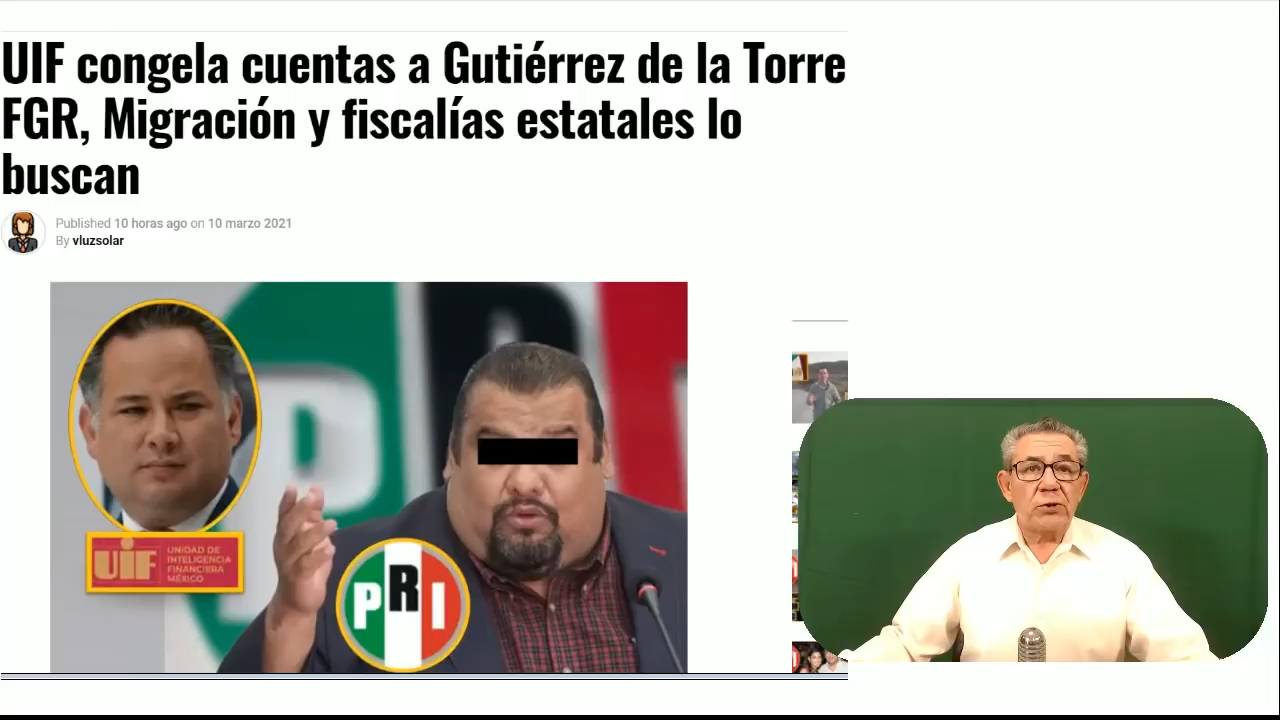 UIF congela cuentas a Gutiérrez de la Torre
FGR, Migración y fiscalías estatales lo
buscan
Published 10 horas ago on 10 marzo 2021
By vluzsolar
UIF
UNIDAD DE
INTELIGENCIA
FINANCIERA
MÉXICO
PRI